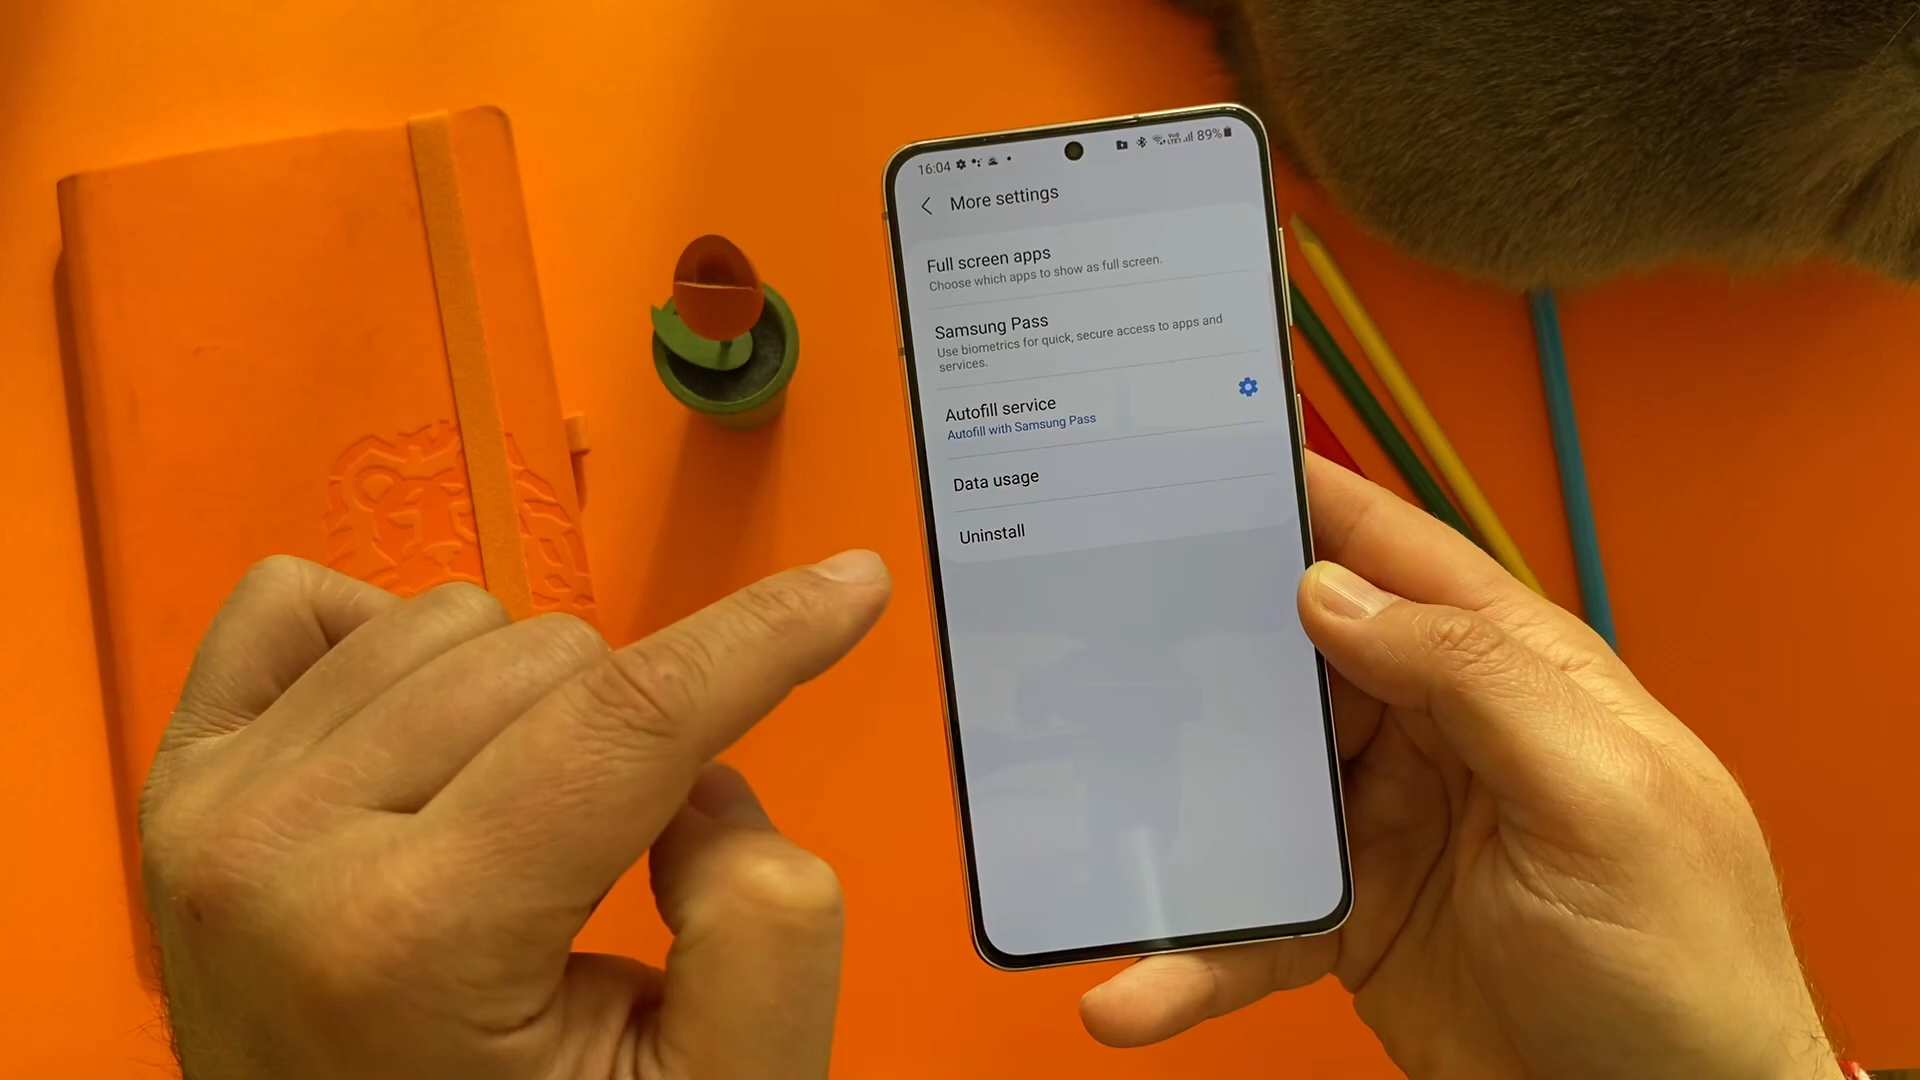 16:04
89%
More settings
Full screen apps
Choose which apps to show as full screen.
Samsung Pass
Use biometrics for quick, secure access to apps and
services.
Autofill service
Autofill with Samsung Pass
Data usage
Uninstall